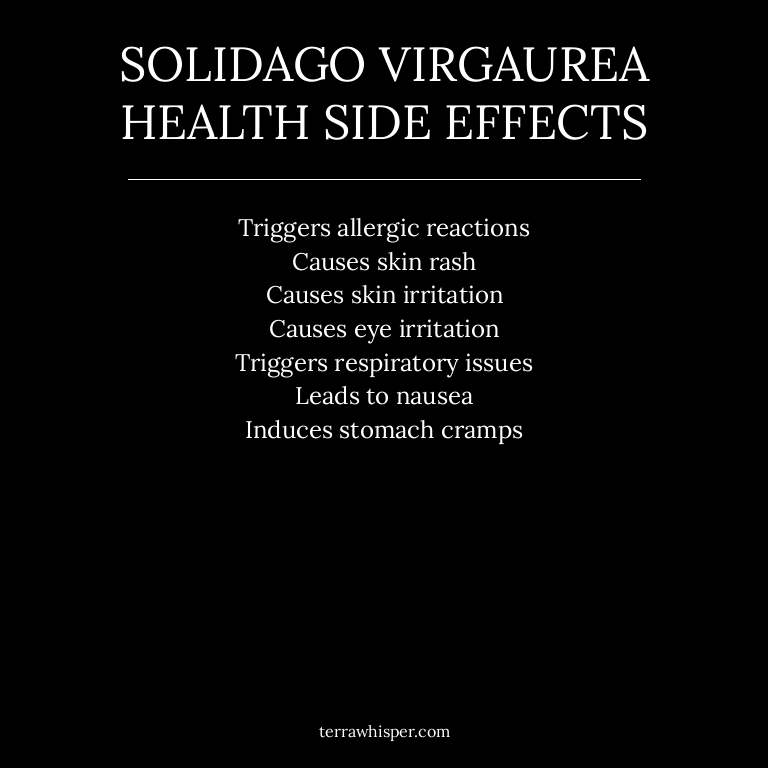 SOLIDAGO VIRGAUREA
HEALTH SIDE EFFECTS
Triggers allergic reactions
Causes skin rash
Causes skin irritation
Causes eye irritation
Triggers respiratory issues
Leads to nausea
Induces stomach cramps
terrawhisper.com